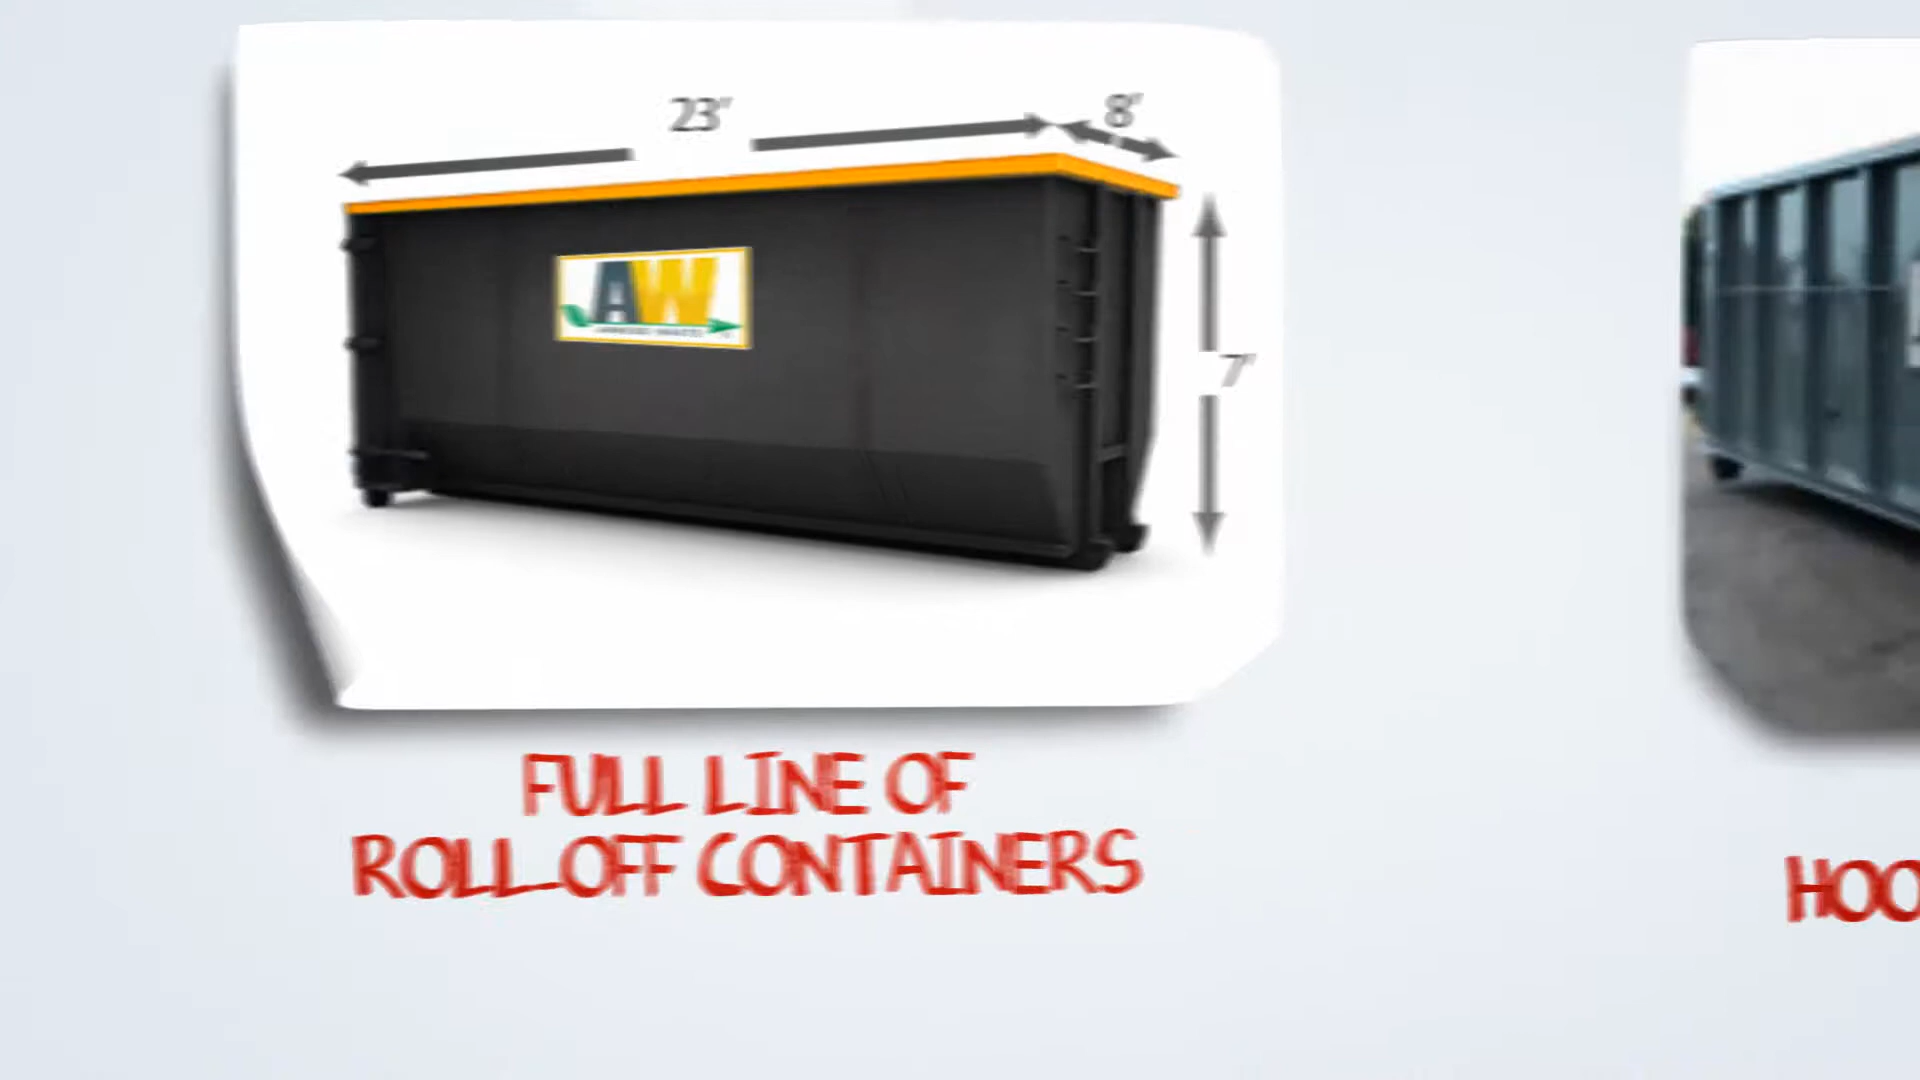 23'
8'
AW
7'
FULL LINE OF
ROLL-OFF CONTAINERS
HOO